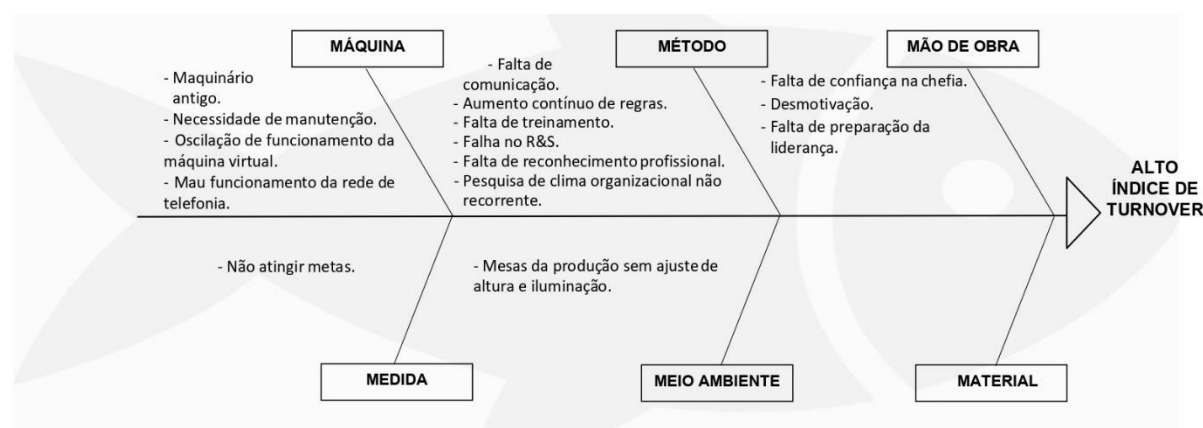 MÁQUINA
- Maquinário
antigo.
- Necessidade de manutenção.
- Oscilação de funcionamento da
máquina virtual.
- Mau funcionamento da rede de
telefonia.
MÉTODO
- Falta de
comunicação.
- Aumento contínuo de regras.
- Falta de treinamento.
- Falha no R&S.
- Falta de reconhecimento profissional.
- Pesquisa de clima organizacional não
recorrente.
MÃO DE OBRA
- Falta de confiança na chefia.
- Desmotivação.
- Falta de preparação da
liderança.
ALTO
ÍNDICE DE
TURNOVER
- Não atingir metas.
MEDIDA
- Mesas da produção sem ajuste de
altura e iluminação.
MEIO AMBIENTE
MATERIAL